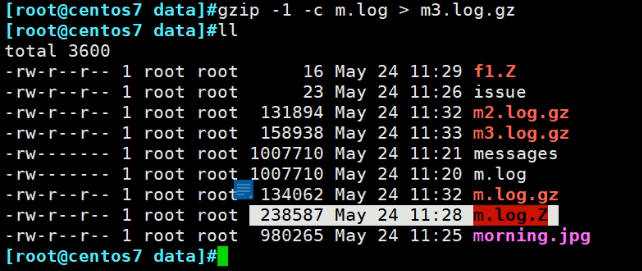 [root@centos7 data]#gzip -1 -c m.log > m3.log.gz
[root@centos7 data]#ll
total 3600
-rw-r--r-- 1 root root      16 May 24 11:29 f1.Z
-rw-r--r-- 1 root root      23 May 24 11:26 issue
-rw-r--r-- 1 root root  131894 May 24 11:32 m2.log.gz
-rw-r--r-- 1 root root  158938 May 24 11:33 m3.log.gz
-rw------- 1 root root 1007710 May 24 11:21 messages
-rw------- 1 root root 1007710 May 24 11:20 m.log
-rw-r--r-- 1 root root  134062 May 24 11:32 m.log.gz
-rw-r--r-- 1 root root  238587 May 24 11:28 m.log.Z
-rw-r--r-- 1 root root  980265 May 24 11:25 morning.jpg
[root@centos7 data]#